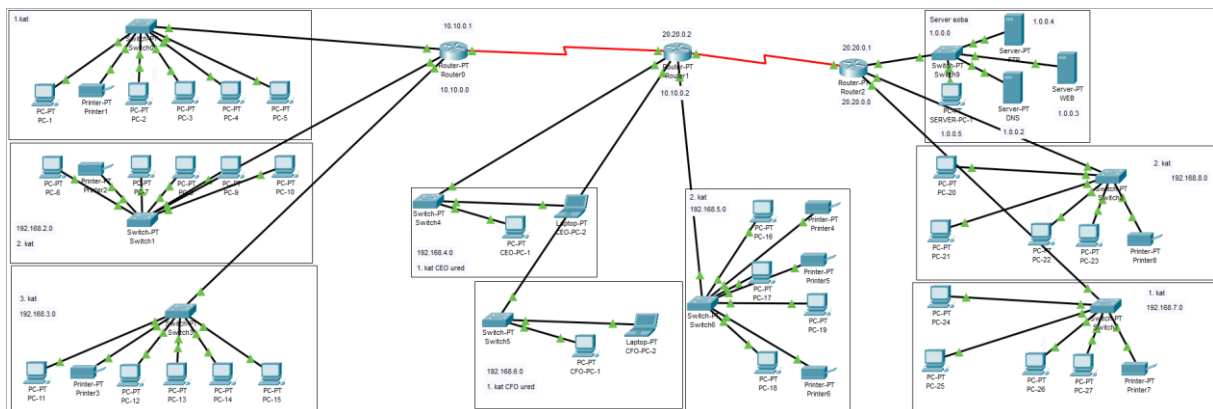 1.kat
Switch-PT
Switch0
PC-PT
PC-1
Printer-PT
Printer1
PC-PT
PC-2
PC-PT
PC-3
PC-PT
PC-4
PC-PT
PC-5
PC-PT
PC-6
Printer-PT
Printer2
PC-PT
PC-7
PC-PT
PC-PT
PC-9
PC-PT
PC-10
Switch-PT
Switch1
192.168.2.0
2. kat
3. kat
192.168.3.0
Switch-PT
Switch3
PC-PT
PC-11
Printer-PT
Printer3
PC-PT
PC-12
PC-PT
PC-13
PC-PT
PC-14
PC-PT
PC-15
10.10.0.1
Router-PT
Router0
10.10.0.0
20.20.0.2
Router-PT
Router1
10.10.0.2
20.20.0.1
Router-PT
Router2
20.20.0.0
Switch-PT
Switch4
Laptop-PT
CEO-PC-2
PC-PT
CEO-PC-1
192.168.4.0
1. kat CEO ured
Switch-PT
Switch5
Laptop-PT
CFO-PC-2
PC-PT
CFO-PC-1
192.168.6.0
1. kat CFO ured
2. kat
192.168.5.0
PC-PT
PC-16
Printer-PT
Printer4
PC-PT
PC-17
Printer-PT
Printer5
Switch-PT
Switch6
PC-PT
PC-19
PC-PT
PC-18
Printer-PT
Printer6
Server soba
1.0.0.0
1.0.0.4
Server-PT
FTP
Switch-PT
Switch9
Server-PT
WEB
1.0.0.3
PC-PT
SERVER-PC-1
1.0.0.5
Server-PT
DNS
1.0.0.2
PC-PT
PC-20
2. kat
192.168.8.0
Switch-PT
PC-PT
PC-21
PC-PT
PC-22
PC-PT
PC-23
Printer-PT
Printer8
PC-PT
PC-24
1. kat
192.168.7.0
Switch-PT
PC-PT
PC-25
PC-PT
PC-26
PC-PT
PC-27
Printer-PT
Printer7